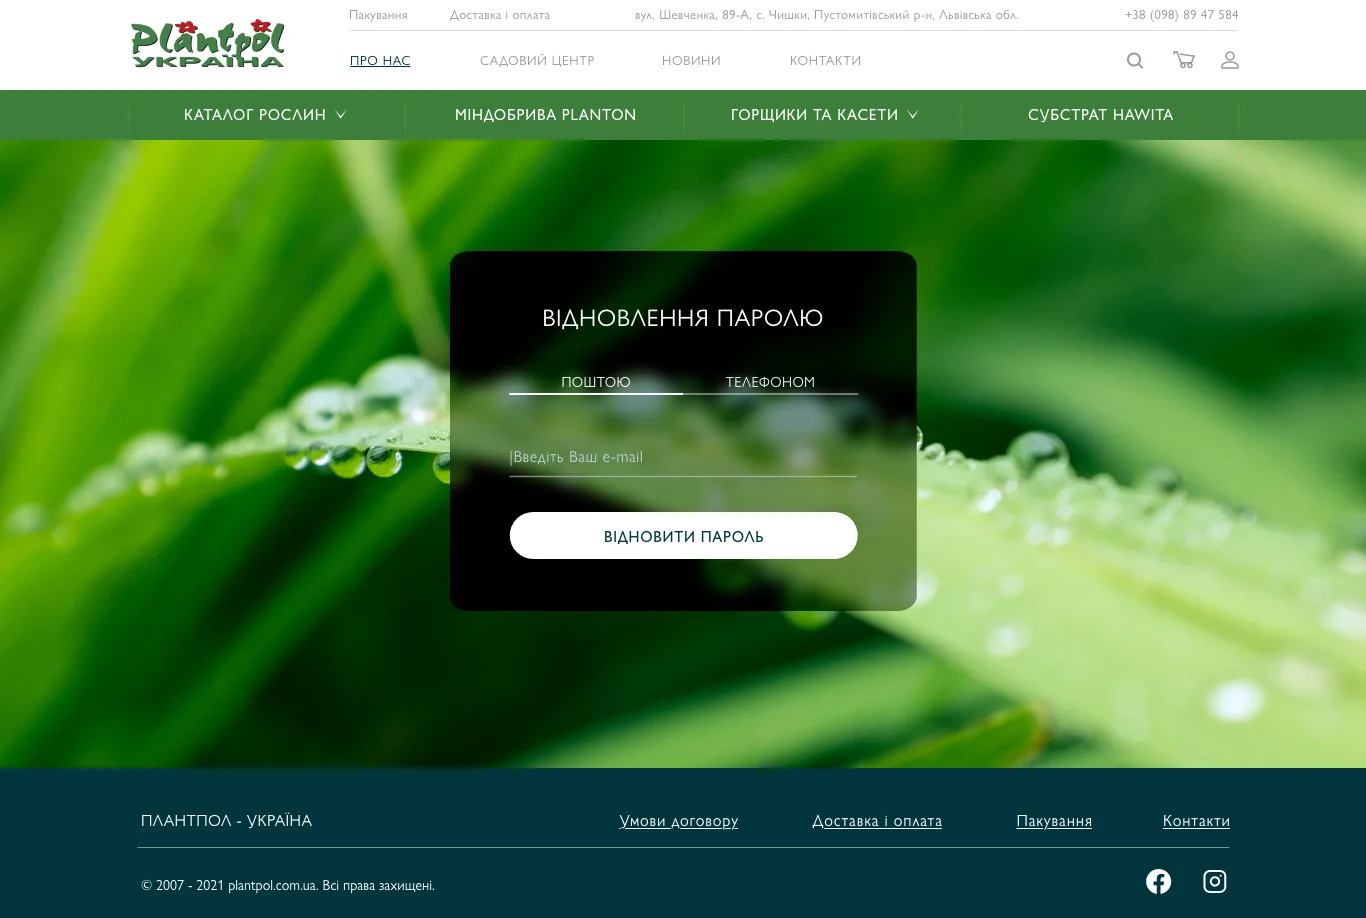 Plantpol
УКРАЇНА
Пакування
Доставка і оплата
вул. Шевченка, 89-А, с. Чишки, Пустомитівський р-н, Львівська обл.
+38 (098) 89 47 584
ПРО НАС
САДОВИЙ ЦЕНТР
НОВИНИ
КОНТАКТИ
КАТАЛОГ РОСЛИН
МІНДОБРИВА PLANTON
ГОРЩИКИ ТА КАСЕТИ
СУБСТРАТ HAWITA
ВІДНОВЛЕННЯ ПАРОЛЮ
ПОШТОЮ
ТЕЛЕФОНОМ
|Введіть Ваш e-mail
ВІДНОВИТИ ПАРОЛЬ
ПЛАНТПОЛ - УКРАЇНА
Умови договору
Доставка і оплата
Пакування
Контакти
© 2007 - 2021 plantpol.com.ua. Всі права захищені.